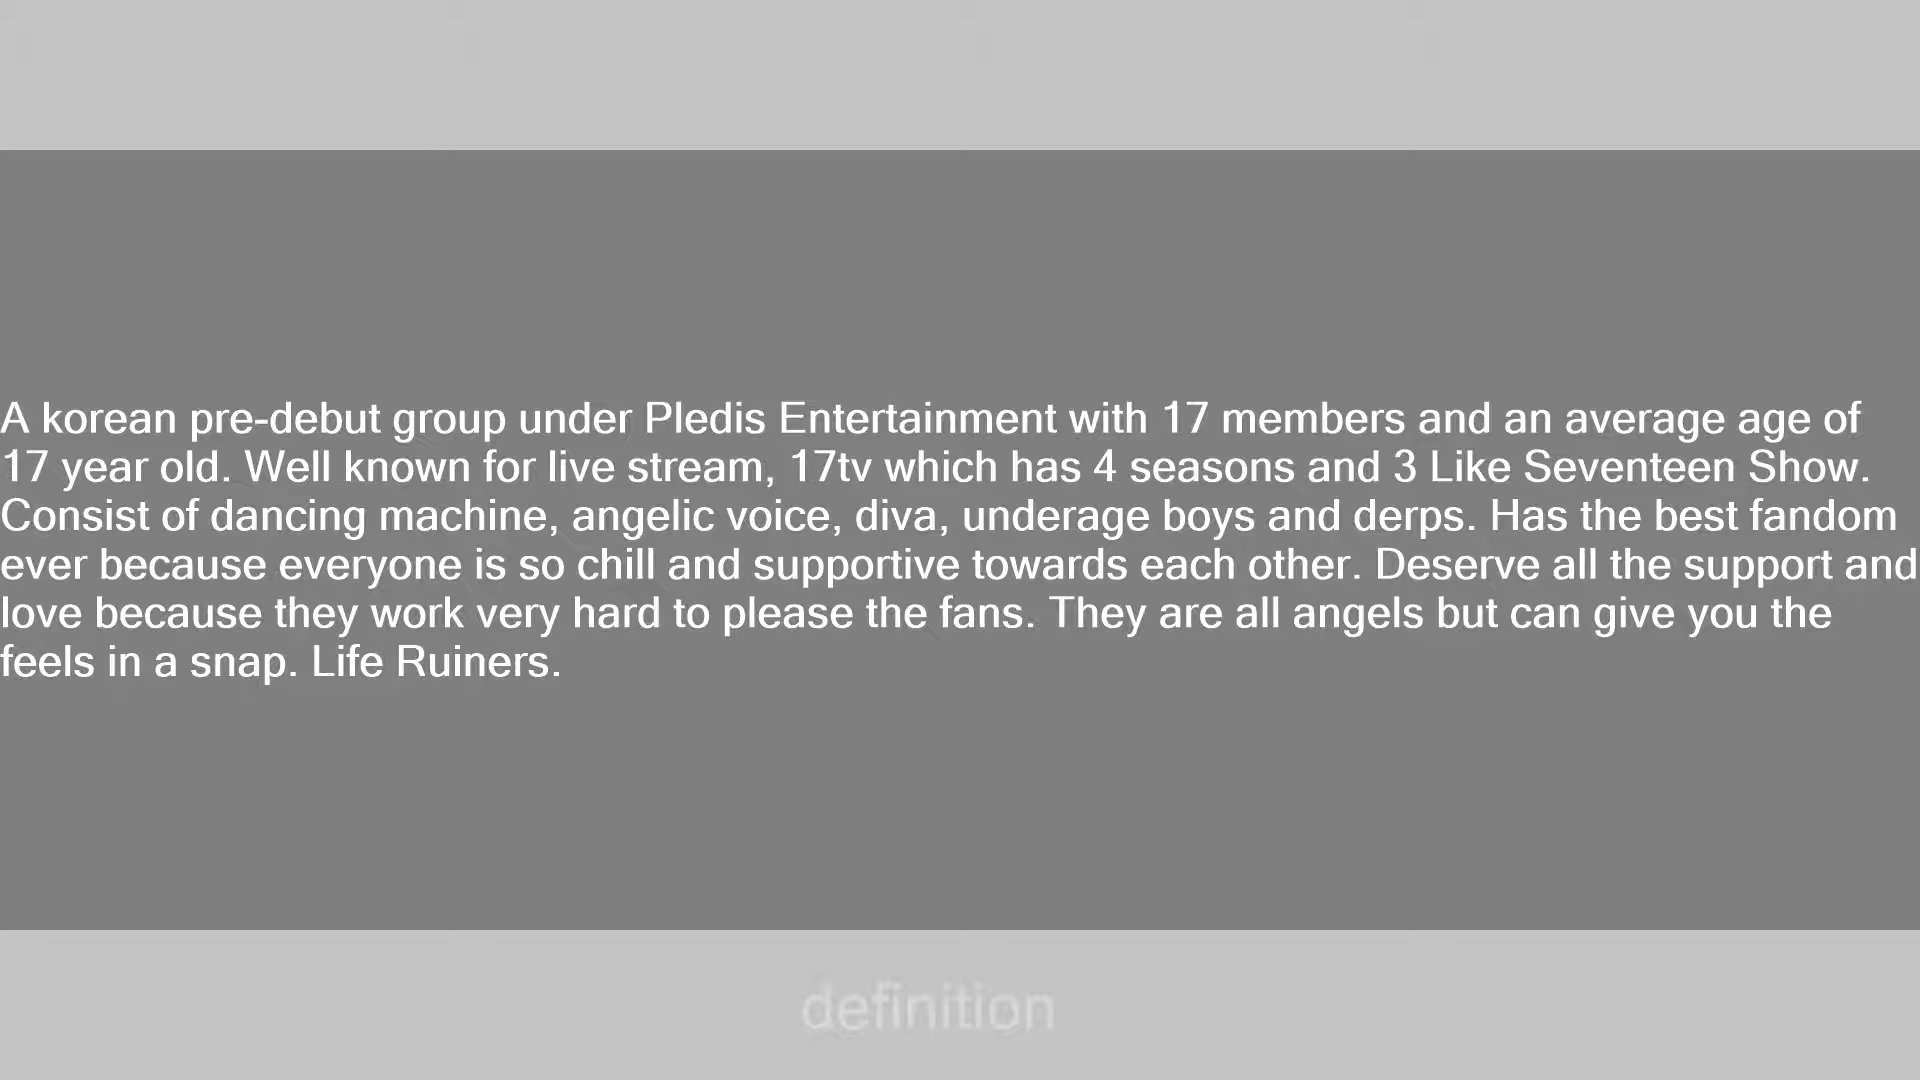 A korean pre-debut group under Pledis Entertainment with 17 members and an average age of
17 year old. Well known for live stream, 17tv which has 4 seasons and 3 Like Seventeen Show.
Consist of dancing machine, angelic voice, diva, underage boys and derps. Has the best fandom
ever because everyone is so chill and supportive towards each other. Deserve all the support and
love because they work very hard to please the fans. They are all angels but can give you the
feels in a snap. Life Ruiners.
definition